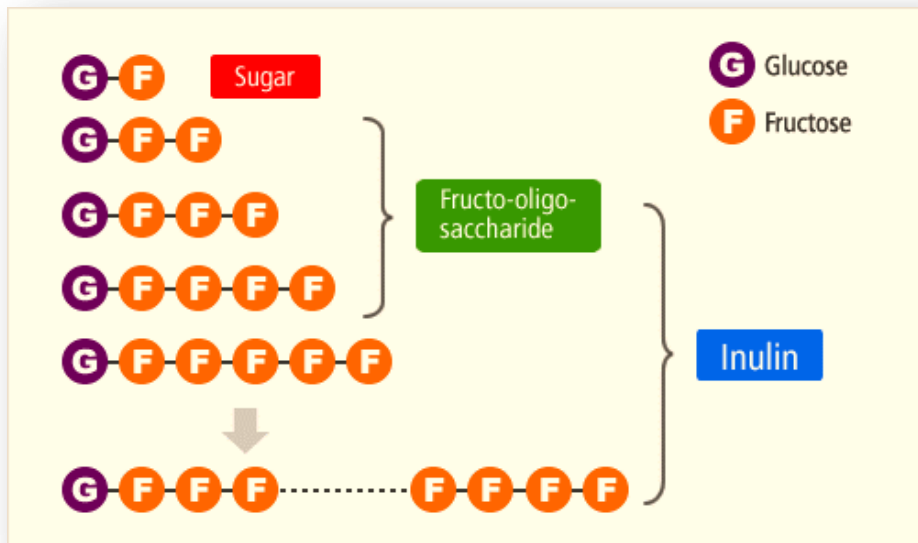 G F Sugar
G Glucose
G F F
F Fructose
Fructo-oligo-
saccharide
G F F F
G F F F F
G F F F F F
Inulin
G F F F F F F F